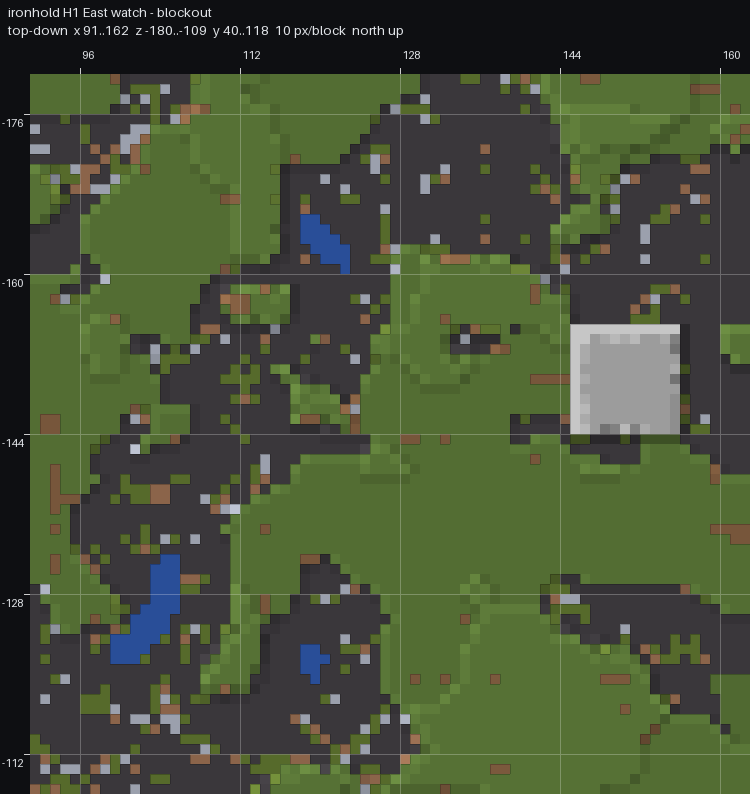 ironhold H1 East watch - blockout
top-down x 91..162 z -180..-109 y 40..118 10 px/block north up
96 112 128 144 160
-176
-160
-144
-128
-112